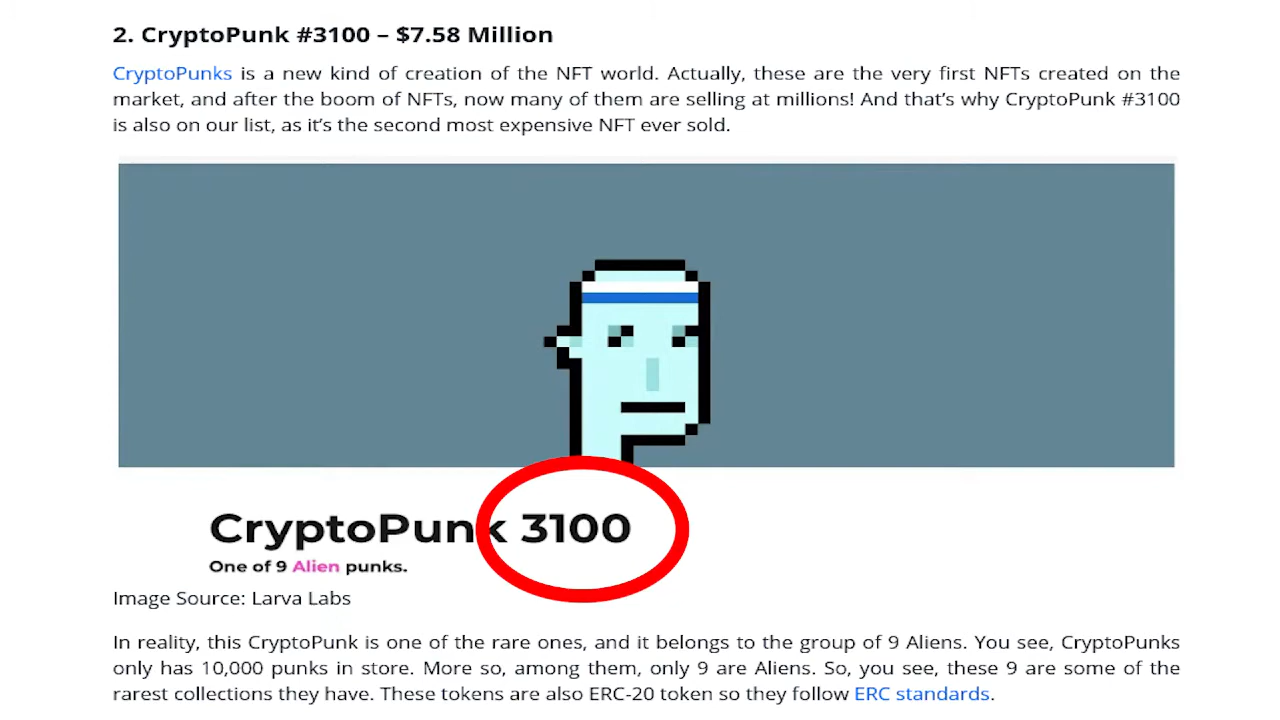 2. CryptoPunk #3100 – $7.58 Million
CryptoPunks is a new kind of creation of the NFT world. Actually, these are the very first NFTs created on the
market, and after the boom of NFTs, now many of them are selling at millions! And that’s why CryptoPunk #3100
is also on our list, as it’s the second most expensive NFT ever sold.
CryptoPunk 3100
One of 9 Alien punks.
Image Source: Larva Labs
In reality, this CryptoPunk is one of the rare ones, and it belongs to the group of 9 Aliens. You see, CryptoPunks
only has 10,000 punks in store. More so, among them, only 9 are Aliens. So, you see, these 9 are some of the
rarest collections they have. These tokens are also ERC-20 token so they follow ERC standards.